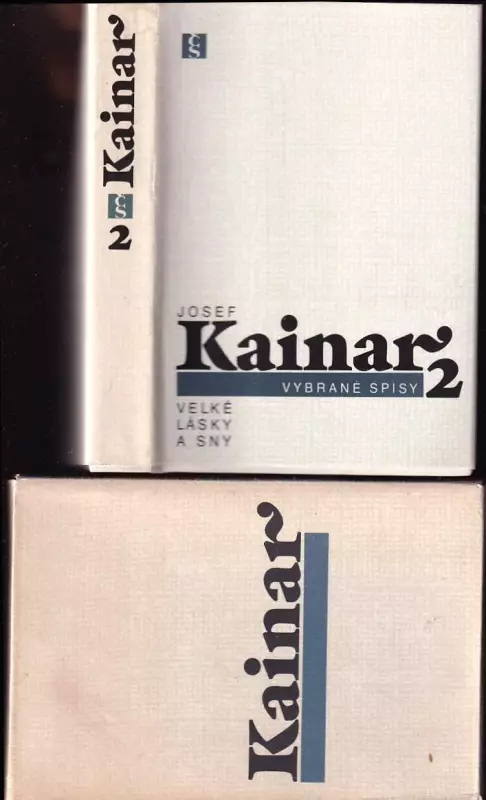 Kainar
ČS
2
ČS
JOSEF
Kainar
2
VYBRANÉ SPISY
VELKÉ
LÁSKY
A SNY
Kainar